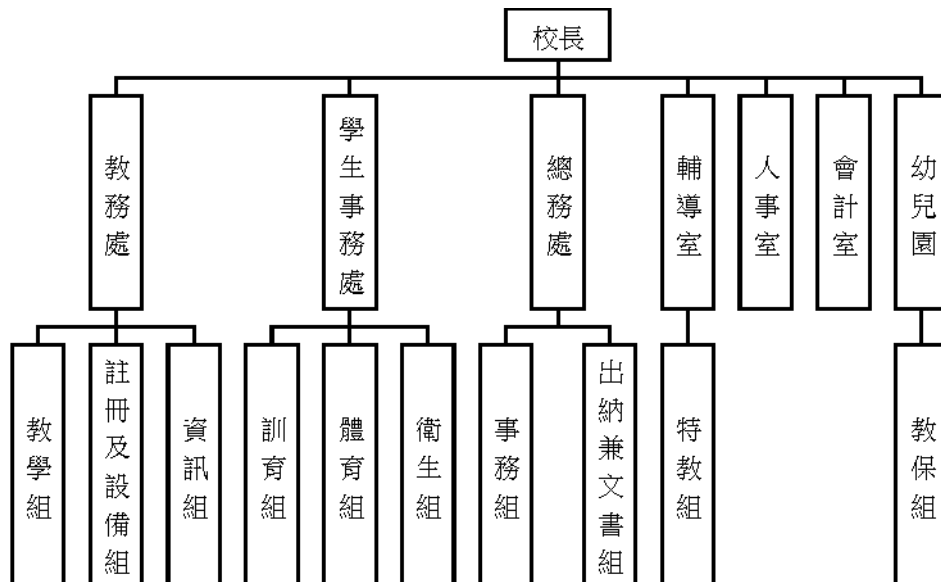 校長
教務處
學生事務處
總務處
輔導室
人事室
會計室
幼兒園
教學組
註冊及設備組
資訊組
訓育組
體育組
衛生組
事務組
出納兼文書組
特教組
教保組